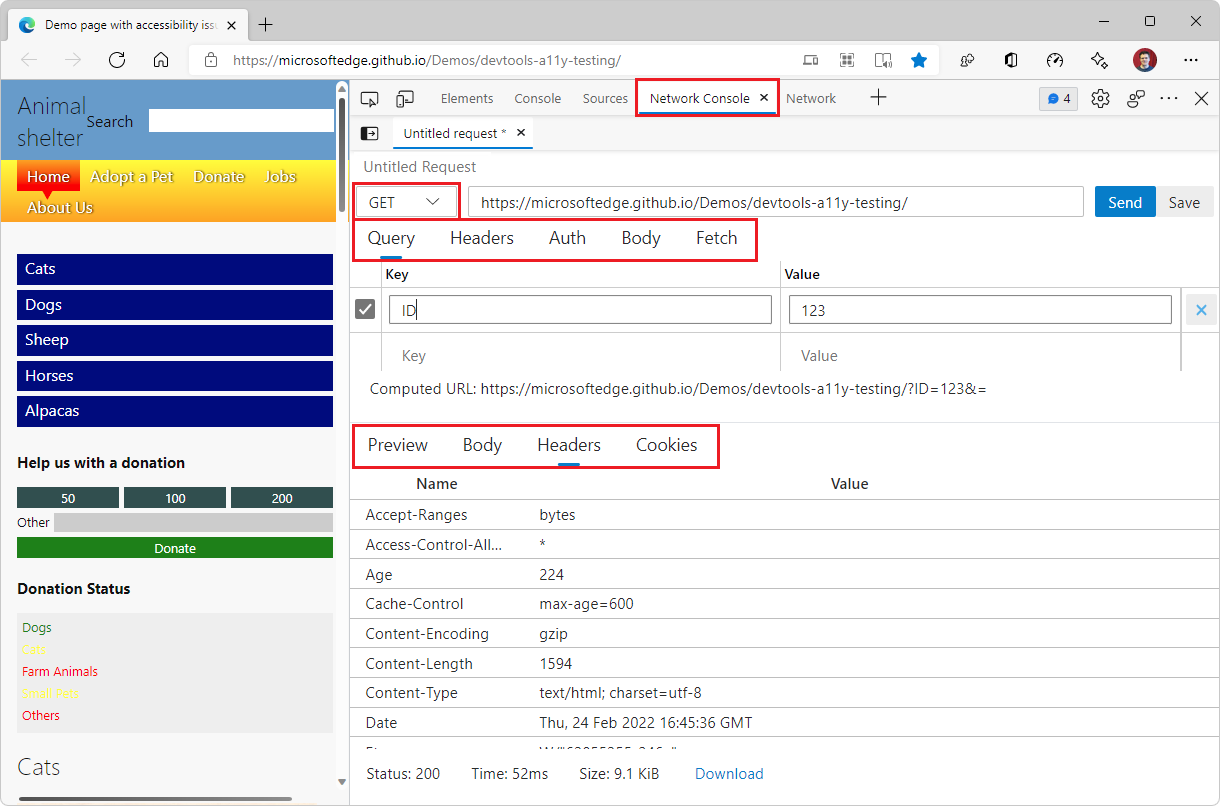 Demo page with accessibility iss
https://microsoftedge.github.io/Demos/devtools-a11y-testing/
Animal shelter
Search
Home
Adopt a Pet
Donate
Jobs
About Us
Cats
Dogs
Sheep
Horses
Alpacas
Help us with a donation
50 100 200
Other
Donate
Donation Status
Dogs
Cats
Farm Animals
Small Pets
Others
Cats
Elements Console Sources Network Console Network 4
Untitled request *
Untitled Request
GET https://microsoftedge.github.io/Demos/devtools-a11y-testing/ Send Save
Query Headers Auth Body Fetch
Key Value
ID 123
Key Value
Computed URL: https://microsoftedge.github.io/Demos/devtools-a11y-testing/?ID=123&=
Preview Body Headers Cookies
Name Value
Accept-Ranges bytes
Access-Control-All... *
Age 224
Cache-Control max-age=600
Content-Encoding gzip
Content-Length 1594
Content-Type text/html; charset=utf-8
Date Thu, 24 Feb 2022 16:45:36 GMT
Status: 200 Time: 52ms Size: 9.1 KiB Download